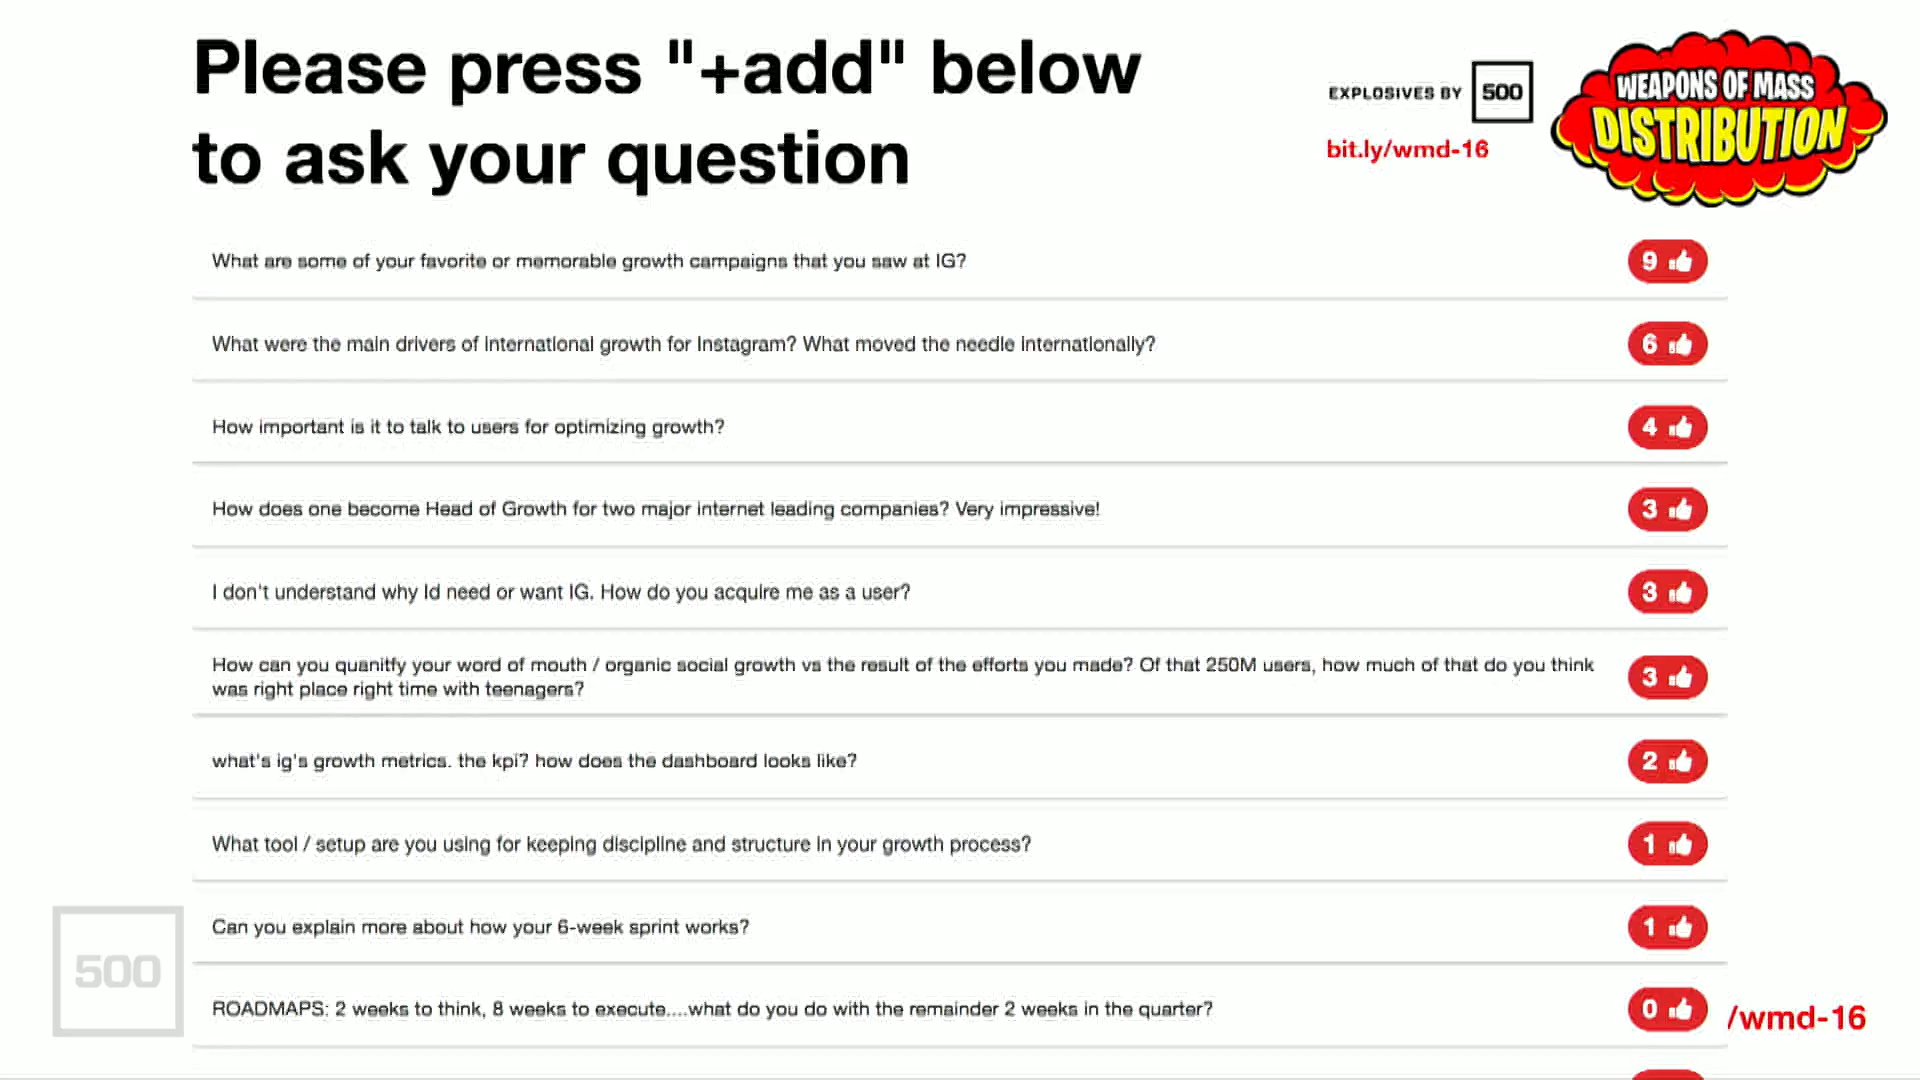 Please press "+add" below
to ask your question
EXPLOSIVES BY 500
bit.ly/wmd-16
WEAPONS OF MASS
DISTRIBUTION
What are some of your favorite or memorable growth campaigns that you saw at IG?
9
What were the main drivers of international growth for Instagram? What moved the needle internationally?
6
How important is it to talk to users for optimizing growth?
4
How does one become Head of Growth for two major internet leading companies? Very impressive!
3
I don't understand why Id need or want IG. How do you acquire me as a user?
3
How can you quanitfy your word of mouth / organic social growth vs the result of the efforts you made? Of that 250M users, how much of that do you think
was right place right time with teenagers?
3
what's ig's growth metrics. the kpi? how does the dashboard looks like?
2
What tool / setup are you using for keeping discipline and structure in your growth process?
1
Can you explain more about how your 6-week sprint works?
1
500
ROADMAPS: 2 weeks to think, 8 weeks to execute....what do you do with the remainder 2 weeks in the quarter?
0
/wmd-16